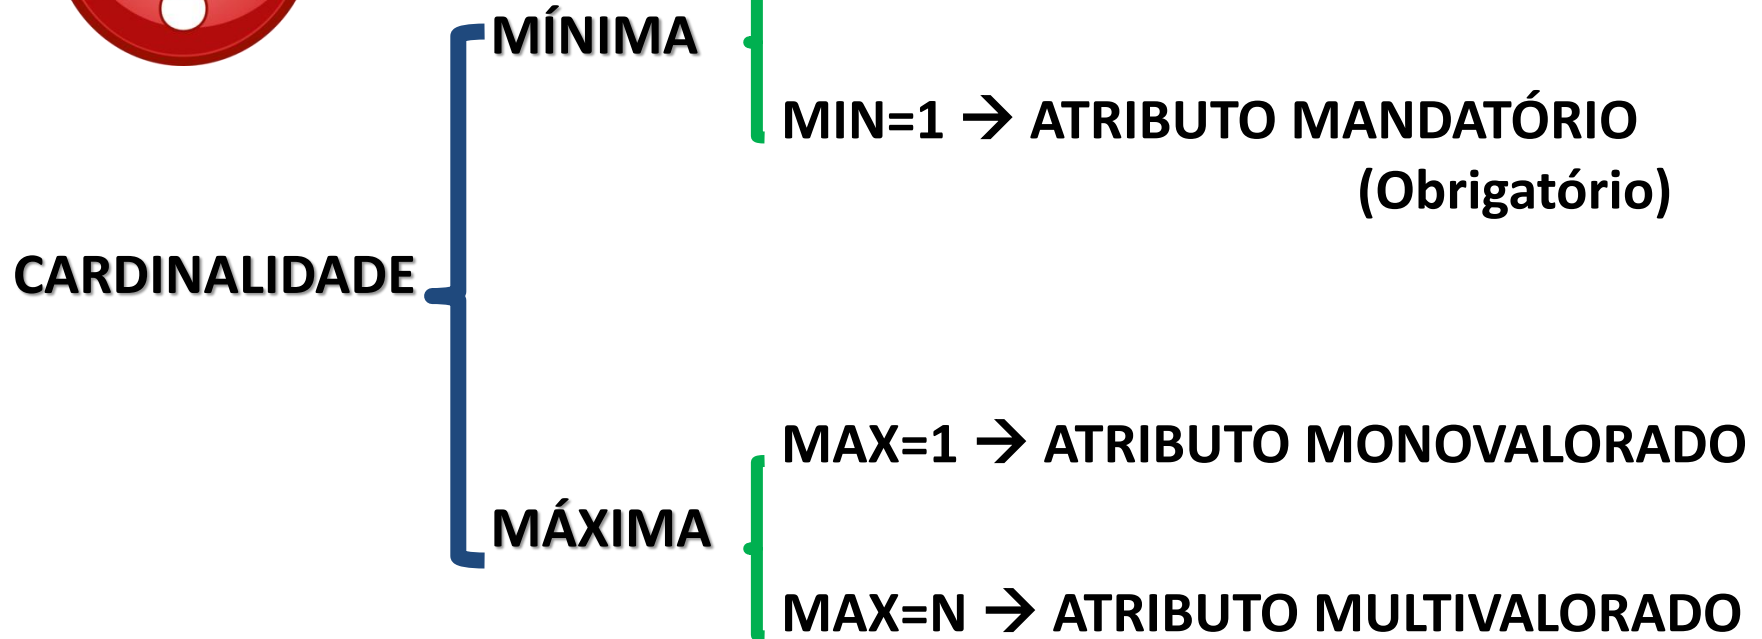 MÍNIMA
MIN=1 → ATRIBUTO MANDATÓRIO
(Obrigatório)
CARDINALIDADE
MAX=1 → ATRIBUTO MONOVALORADO
MÁXIMA
MAX=N → ATRIBUTO MULTIVALORADO